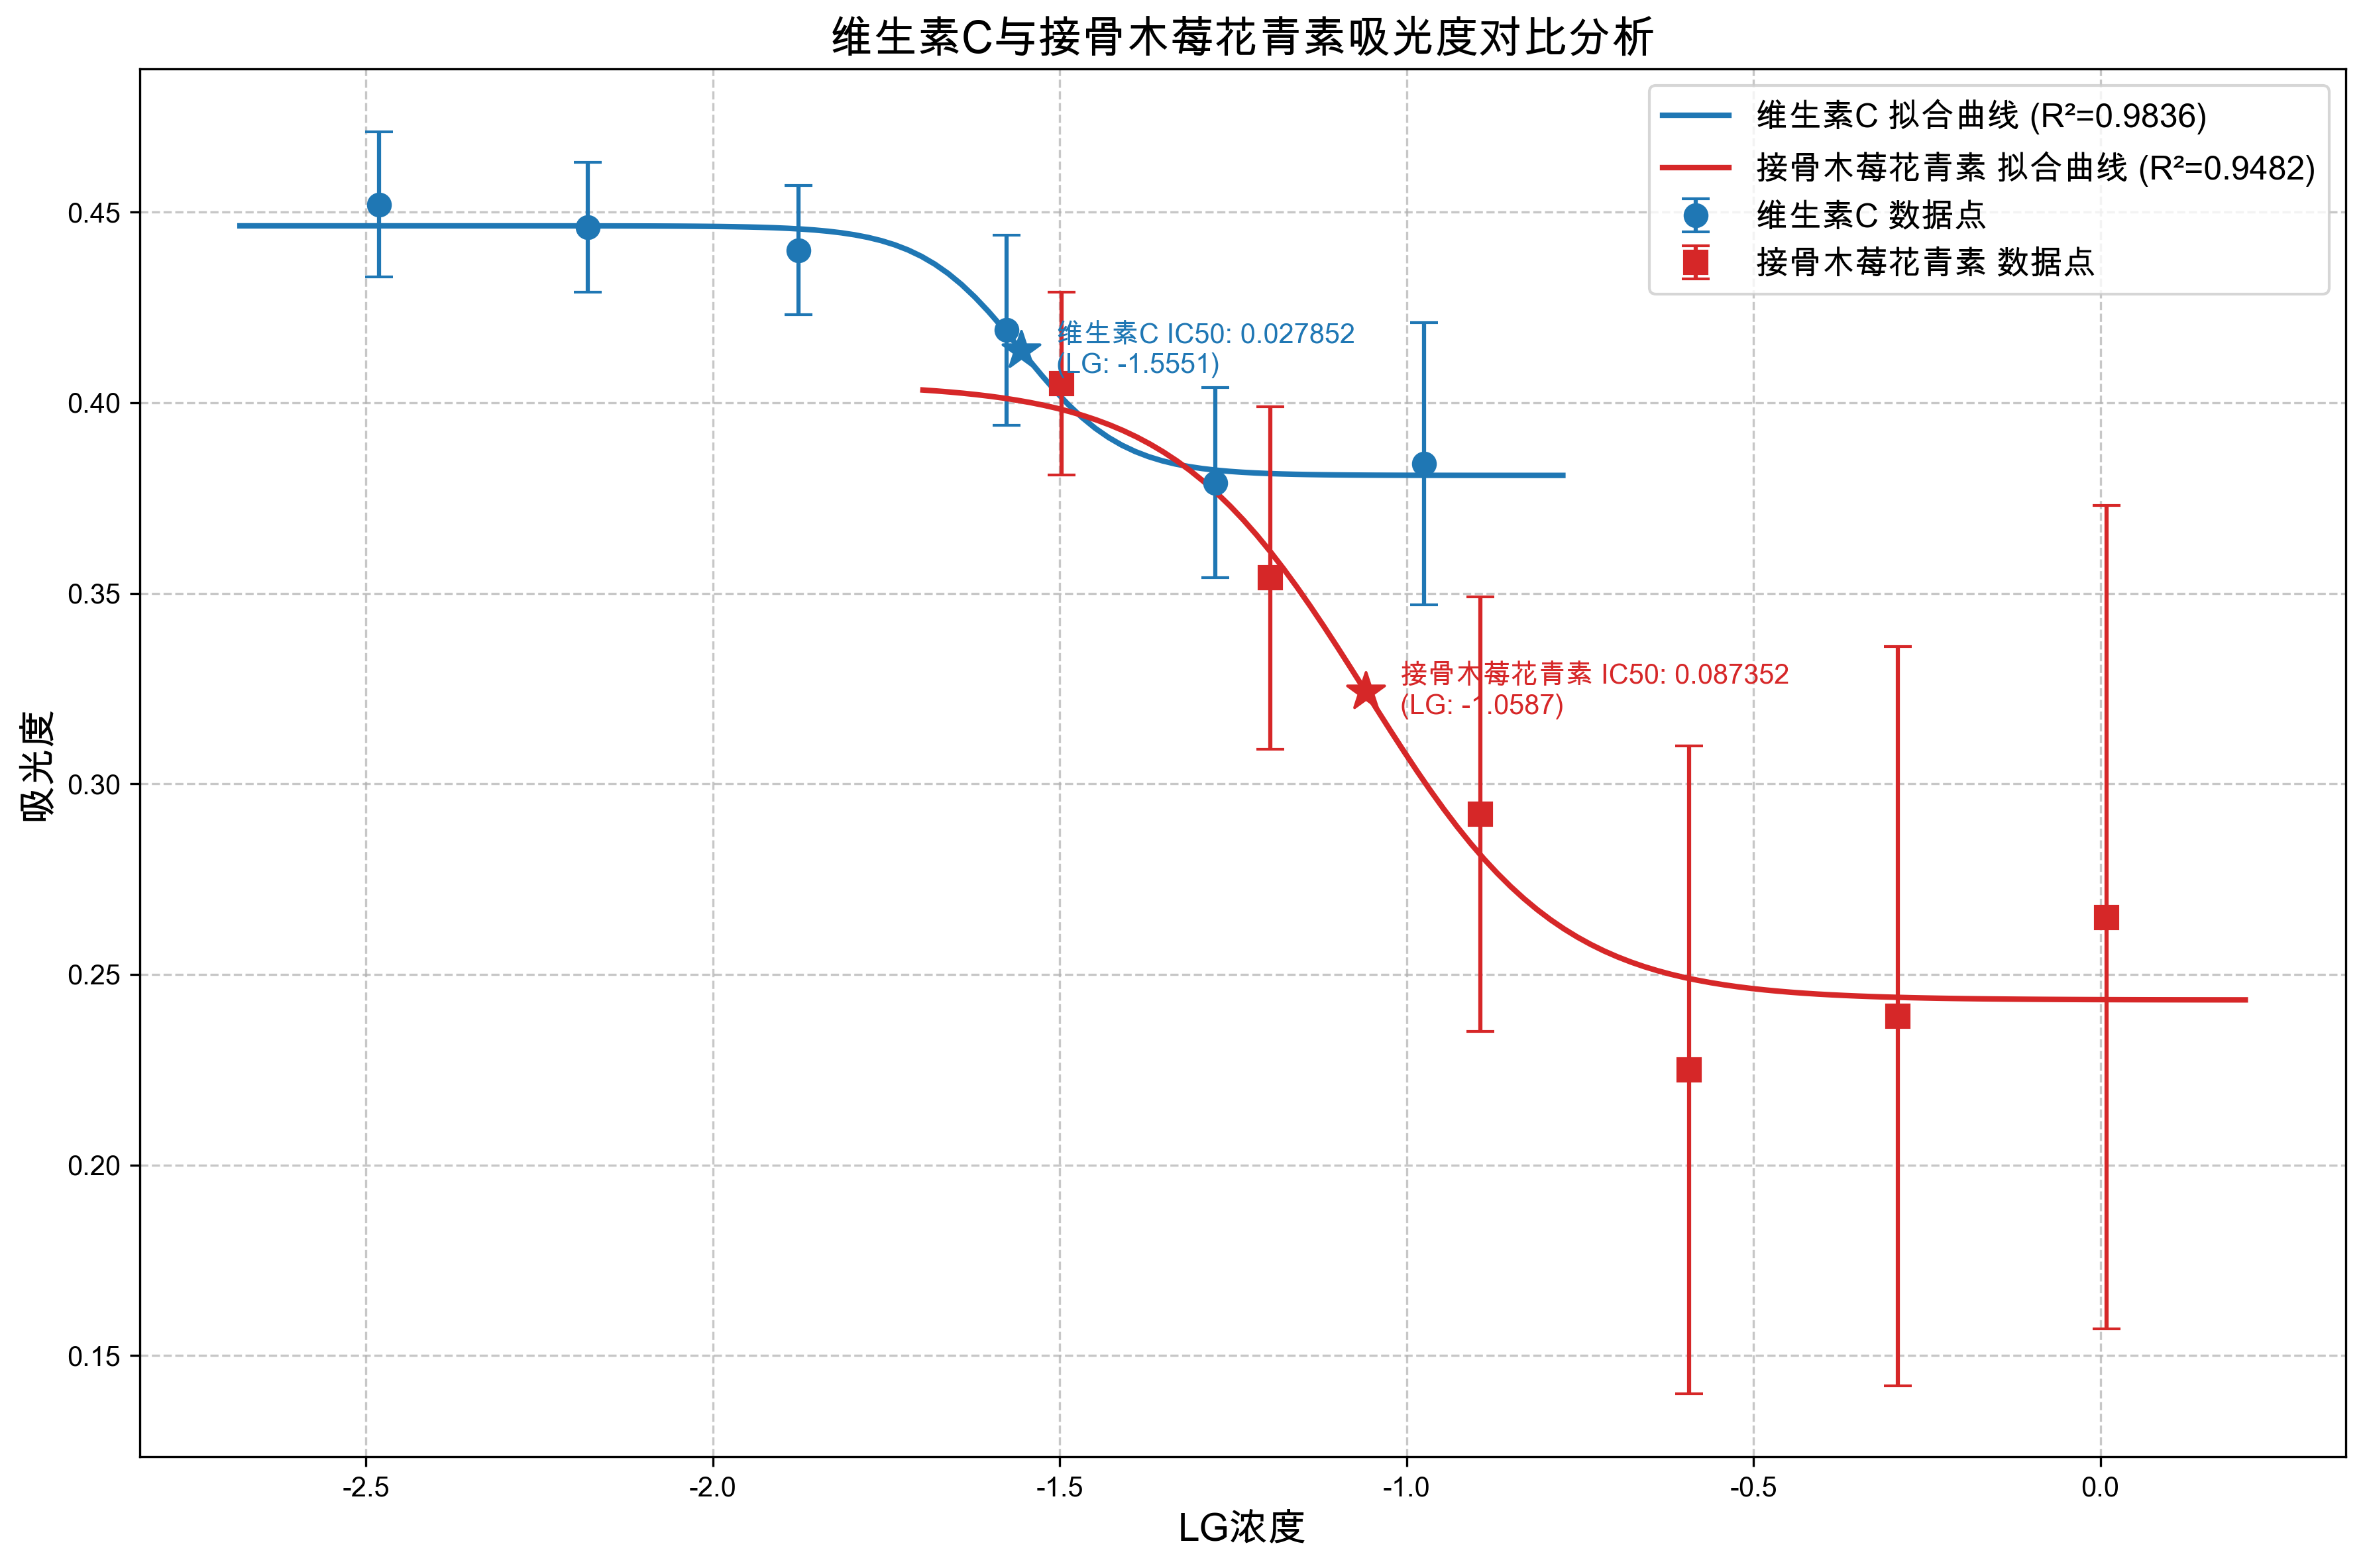 维生素C与接骨木莓花青素吸光度对比分析
维生素C 拟合曲线 (R²=0.9836)
接骨木莓花青素 拟合曲线 (R²=0.9482)
维生素C 数据点
接骨木莓花青素 数据点
维生素C IC50: 0.027852
(LG: -1.5551)
接骨木莓花青素 IC50: 0.087352
(LG: -1.0587)
吸光度
0.45
0.40
0.35
0.30
0.25
0.20
0.15
-2.5
-2.0
-1.5
-1.0
-0.5
0.0
LG浓度